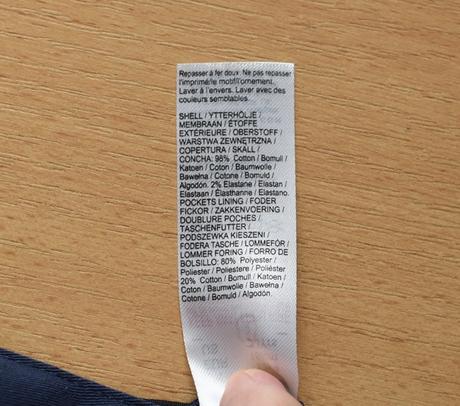 Repasser à fer doux. Ne pas repasser
l'imprimé/le motif/l'ornement.
Laver à l'envers. Laver avec des
couleurs semblables.
SHELL / YTTERHÖLJE /
MEMBRAAN / ÉTOFFE
EXTÉRIEURE / OBERSTOFF /
WARSTWA ZEWNĘTRZNA /
COPERTURA / SKALL /
CONCHA: 98% Cotton / Bomull /
Katoen / Coton / Baumwolle /
Bawełna / Cotone / Bomuld /
Algodón. 2% Elastane / Elastan /
Elastaan / Élasthanne / Elastano.
POCKETS LINING / FODER
FICKOR / ZAKKENVOERING /
DOUBLURE POCHES /
TASCHENFUTTER /
PODSZEWKA KIESZENI /
FODERA TASCHE / LOMMEFÓR /
LOMMER FORING / FORRO DE
BOLSILLO: 80% Polyester /
Poliester / Poliestere / Poliéster
20% Cotton / Bomull / Katoen /
Coton / Baumwolle / Bawełna /
Cotone / Bomuld / Algodón.